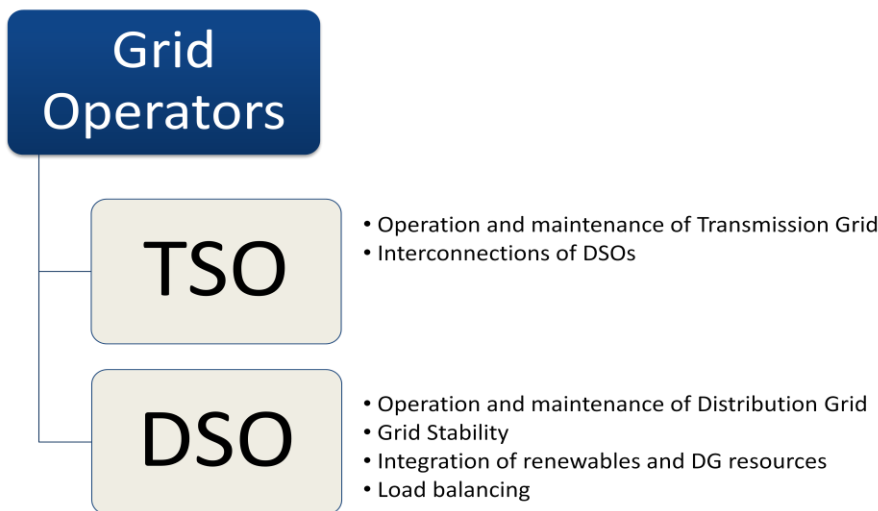 Grid
Operators
TSO
• Operation and maintenance of Transmission Grid
• Interconnections of DSOs
DSO
• Operation and maintenance of Distribution Grid
• Grid Stability
• Integration of renewables and DG resources
• Load balancing